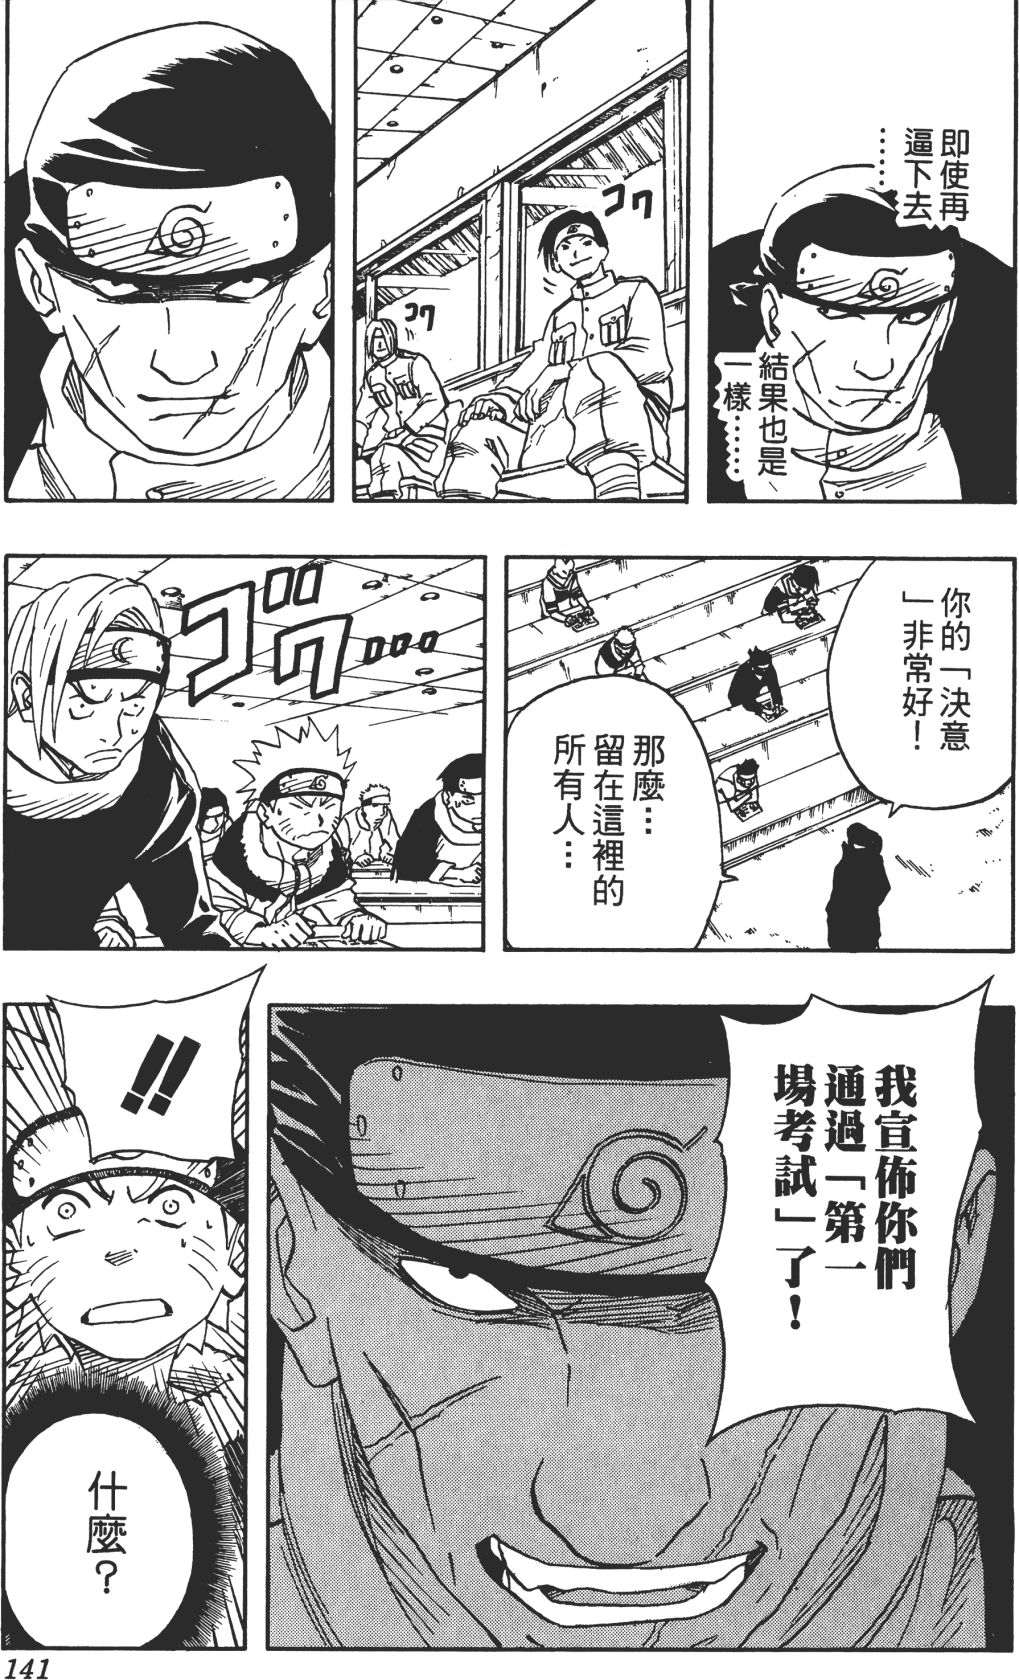 即使再
逼下去
……
結果也是
一樣……
コク
コク
你的「決意
」非常好！
那麼…
留在這裡的
所有人…
ゴク…
我宣佈你們
通過「第一
場考試」了！
!!
什麼？
141